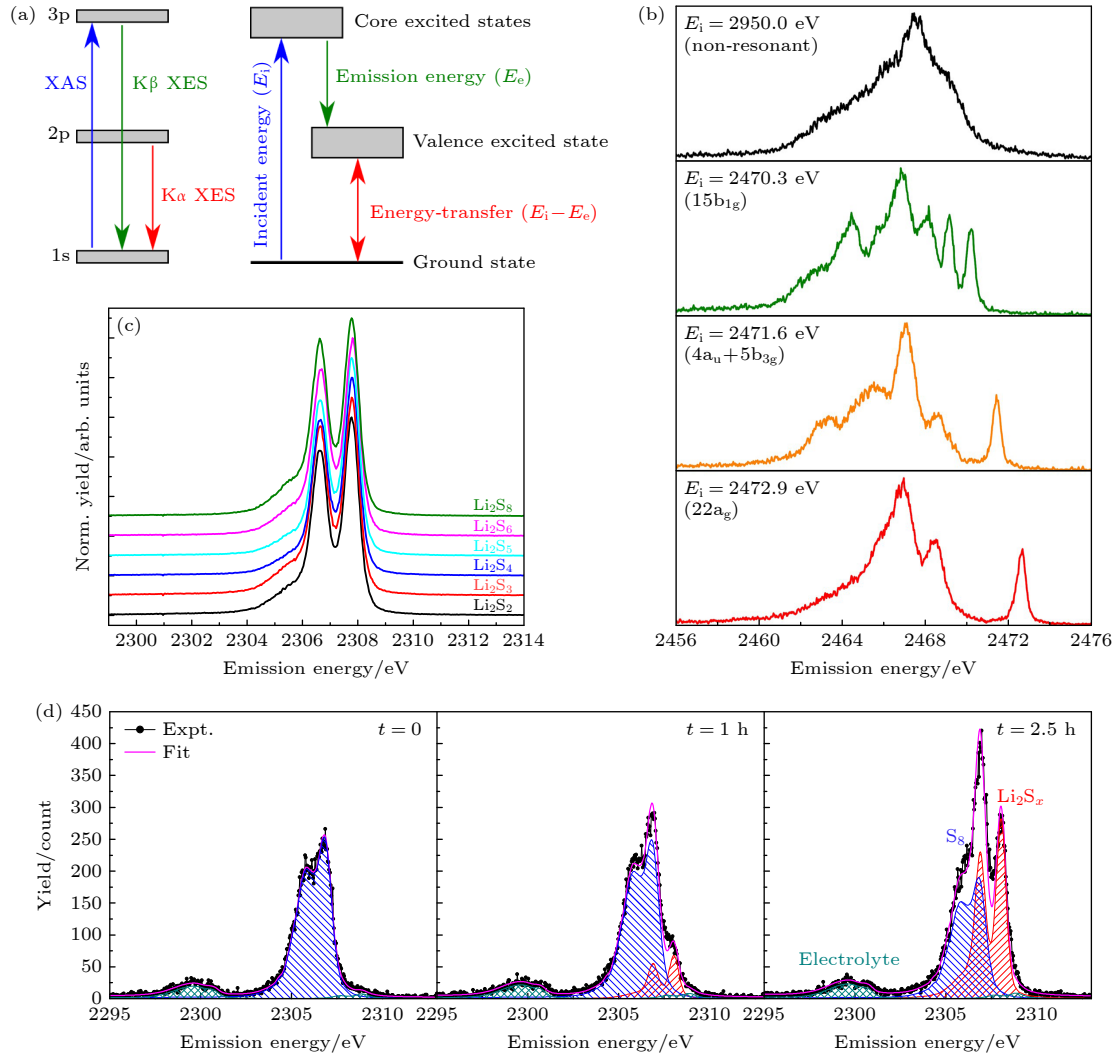 (a)
3p
2p
1s
XAS
Kβ XES
Kα XES
Core excited states
Incident energy (Ei)
Emission energy (Ee)
Valence excited state
Energy-transfer (Ei−Ee)
Ground state
(b)
Ei = 2950.0 eV
(non-resonant)
Ei = 2470.3 eV
(15b1g)
Ei = 2471.6 eV
(4au+5b3g)
Ei = 2472.9 eV
(22ag)
2456 2460 2464 2468 2472 2476
Emission energy/eV
(c)
Norm. yield/arb. units
Li2S8
Li2S6
Li2S5
Li2S4
Li2S3
Li2S2
2300 2302 2304 2306 2308 2310 2312 2314
Emission energy/eV
(d)
Yield/count
450
400
350
300
250
200
150
100
50
0
Expt.
Fit
t = 0
t = 1 h
t = 2.5 h
Li2Sx
S8
Electrolyte
2295 2300 2305 2310 2295 2300 2305 2310 2295 2300 2305 2310
Emission energy/eV Emission energy/eV Emission energy/eV